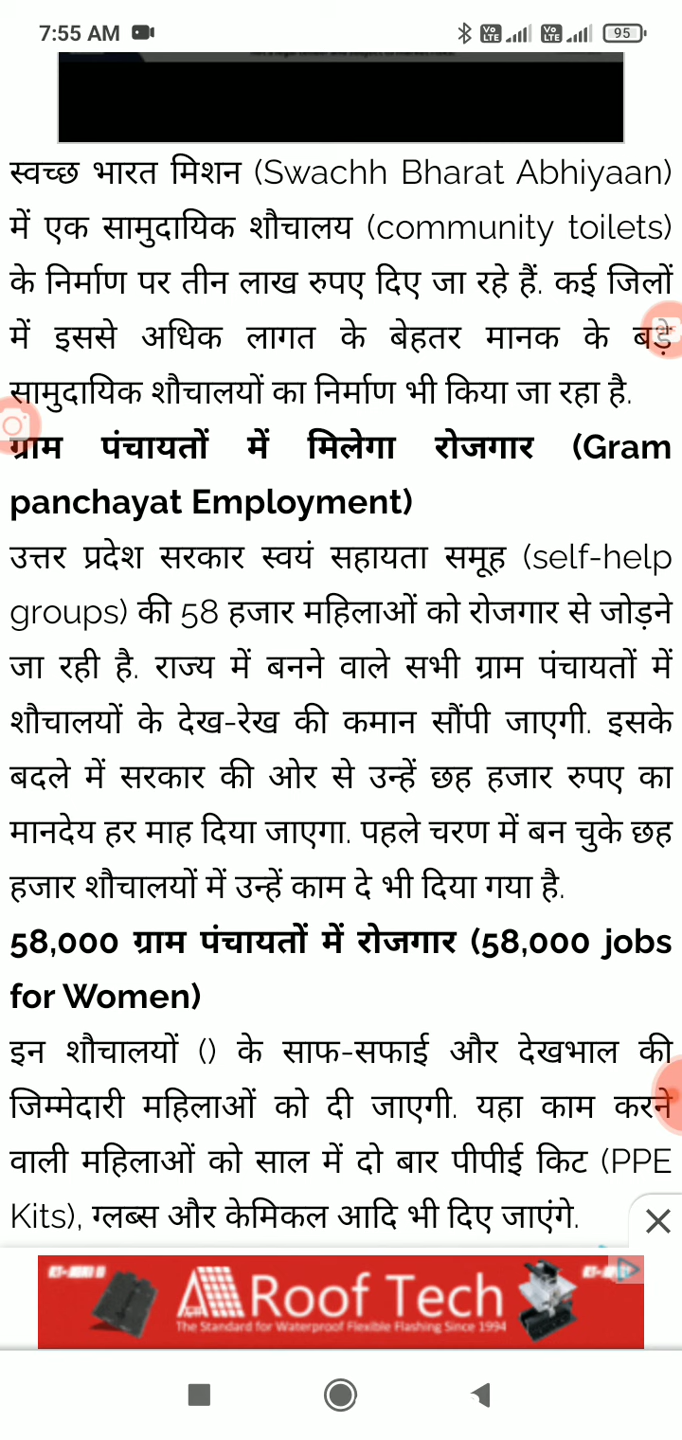 7:55 AM
Vo LTE
Vo LTE
95
स्वच्छ भारत मिशन (Swachh Bharat Abhiyaan)
में एक सामुदायिक शौचालय (community toilets)
के निर्माण पर तीन लाख रुपए दिए जा रहे हैं. कई जिलों
में इससे अधिक लागत के बेहतर मानक के बड़े
सामुदायिक शौचालयों का निर्माण भी किया जा रहा है.
ग्राम पंचायतों में मिलेगा रोजगार (Gram
panchayat Employment)
उत्तर प्रदेश सरकार स्वयं सहायता समूह (self-help
groups) की 58 हजार महिलाओं को रोजगार से जोड़ने
जा रही है. राज्य में बनने वाले सभी ग्राम पंचायतों में
शौचालयों के देख-रेख की कमान सौंपी जाएगी. इसके
बदले में सरकार की ओर से उन्हें छह हजार रुपए का
मानदेय हर माह दिया जाएगा. पहले चरण में बन चुके छह
हजार शौचालयों में उन्हें काम दे भी दिया गया है.
58,000 ग्राम पंचायतों में रोजगार (58,000 jobs
for Women)
इन शौचालयों () के साफ-सफाई और देखभाल की
जिम्मेदारी महिलाओं को दी जाएगी. यहा काम करने
वाली महिलाओं को साल में दो बार पीपीई किट (PPE
Kits), ग्लब्स और केमिकल आदि भी दिए जाएंगे.
Roof Tech
The Standard for Waterproof Flexible Flashing Since 1994